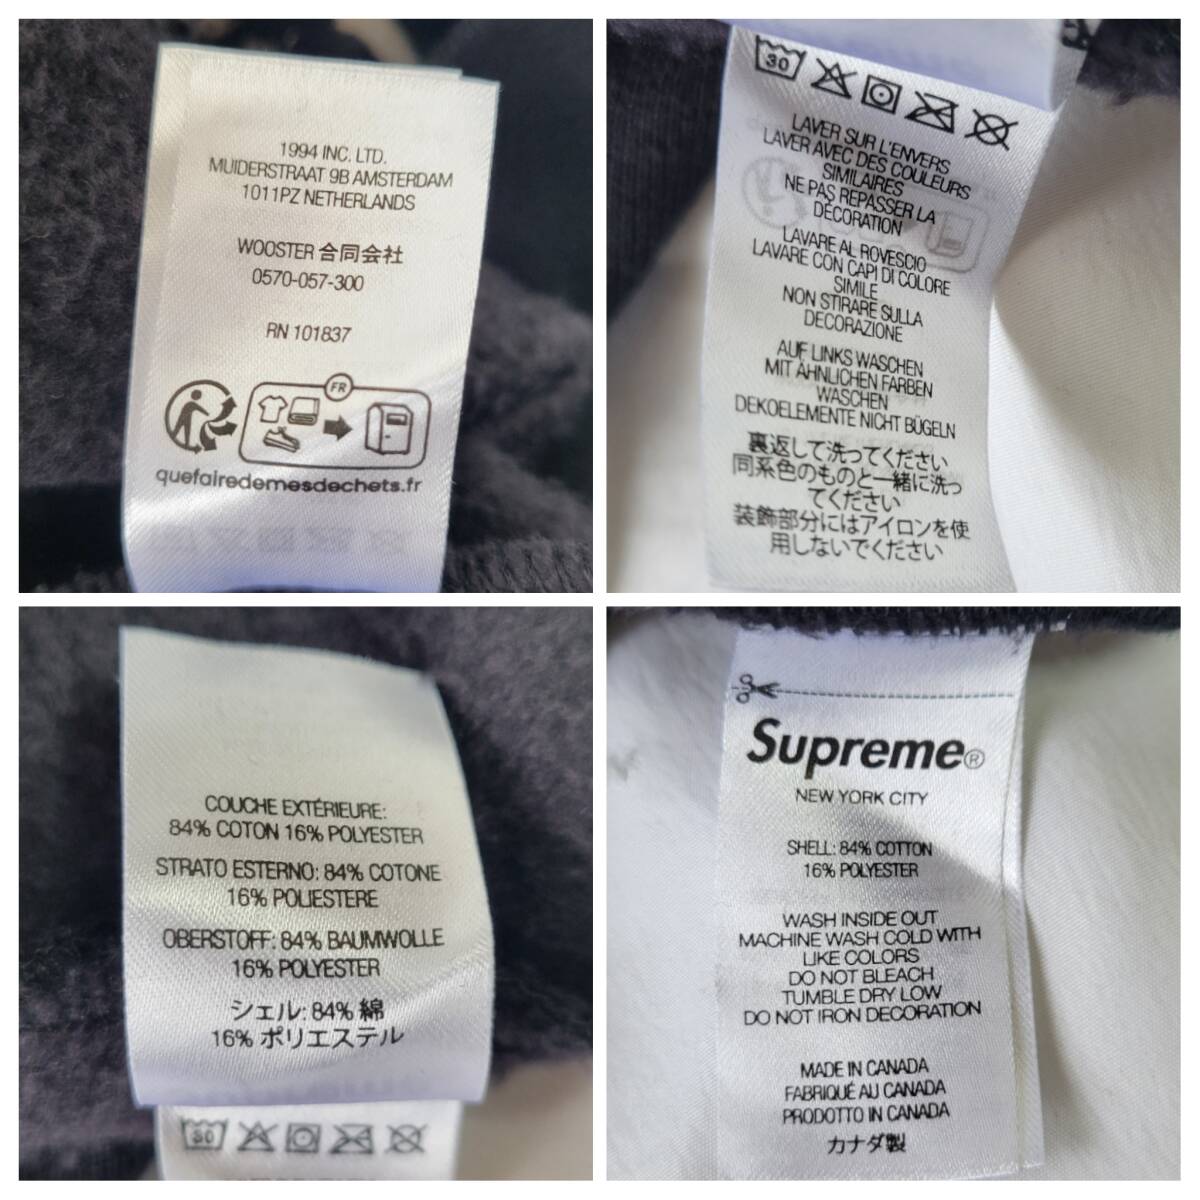 1994 INC. LTD.
MUIDERSTRAAT 9B AMSTERDAM
1011PZ NETHERLANDS
WOOSTER 合同会社
0570-057-300
RN 101837
FR
quefairedemesdechets.fr
30
LAVER SUR L'ENVERS
LAVER AVEC DES COULEURS
SIMILAIRES
NE PAS REPASSER LA
DÉCORATION
LAVARE AL ROVESCIO
LAVARE CON CAPI DI COLORE
SIMILE
NON STIRARE SULLA
DECORAZIONE
AUF LINKS WASCHEN
MIT ÄHNLICHEN FARBEN
WASCHEN
DEKOELEMENTE NICHT BÜGELN
裏返して洗ってください
同系色のものと一緒に洗っ
てください
装飾部分にはアイロンを使
用しないでください
COUCHE EXTÉRIEURE:
84% COTON 16% POLYESTER
STRATO ESTERNO: 84% COTONE
16% POLIESTERE
OBERSTOFF: 84% BAUMWOLLE
16% POLYESTER
シェル: 84% 綿
16% ポリエステル
30
Supreme®
NEW YORK CITY
SHELL: 84% COTTON
16% POLYESTER
WASH INSIDE OUT
MACHINE WASH COLD WITH
LIKE COLORS
DO NOT BLEACH
TUMBLE DRY LOW
DO NOT IRON DECORATION
MADE IN CANADA
FABRIQUÉ AU CANADA
PRODOTTO IN CANADA
カナダ製